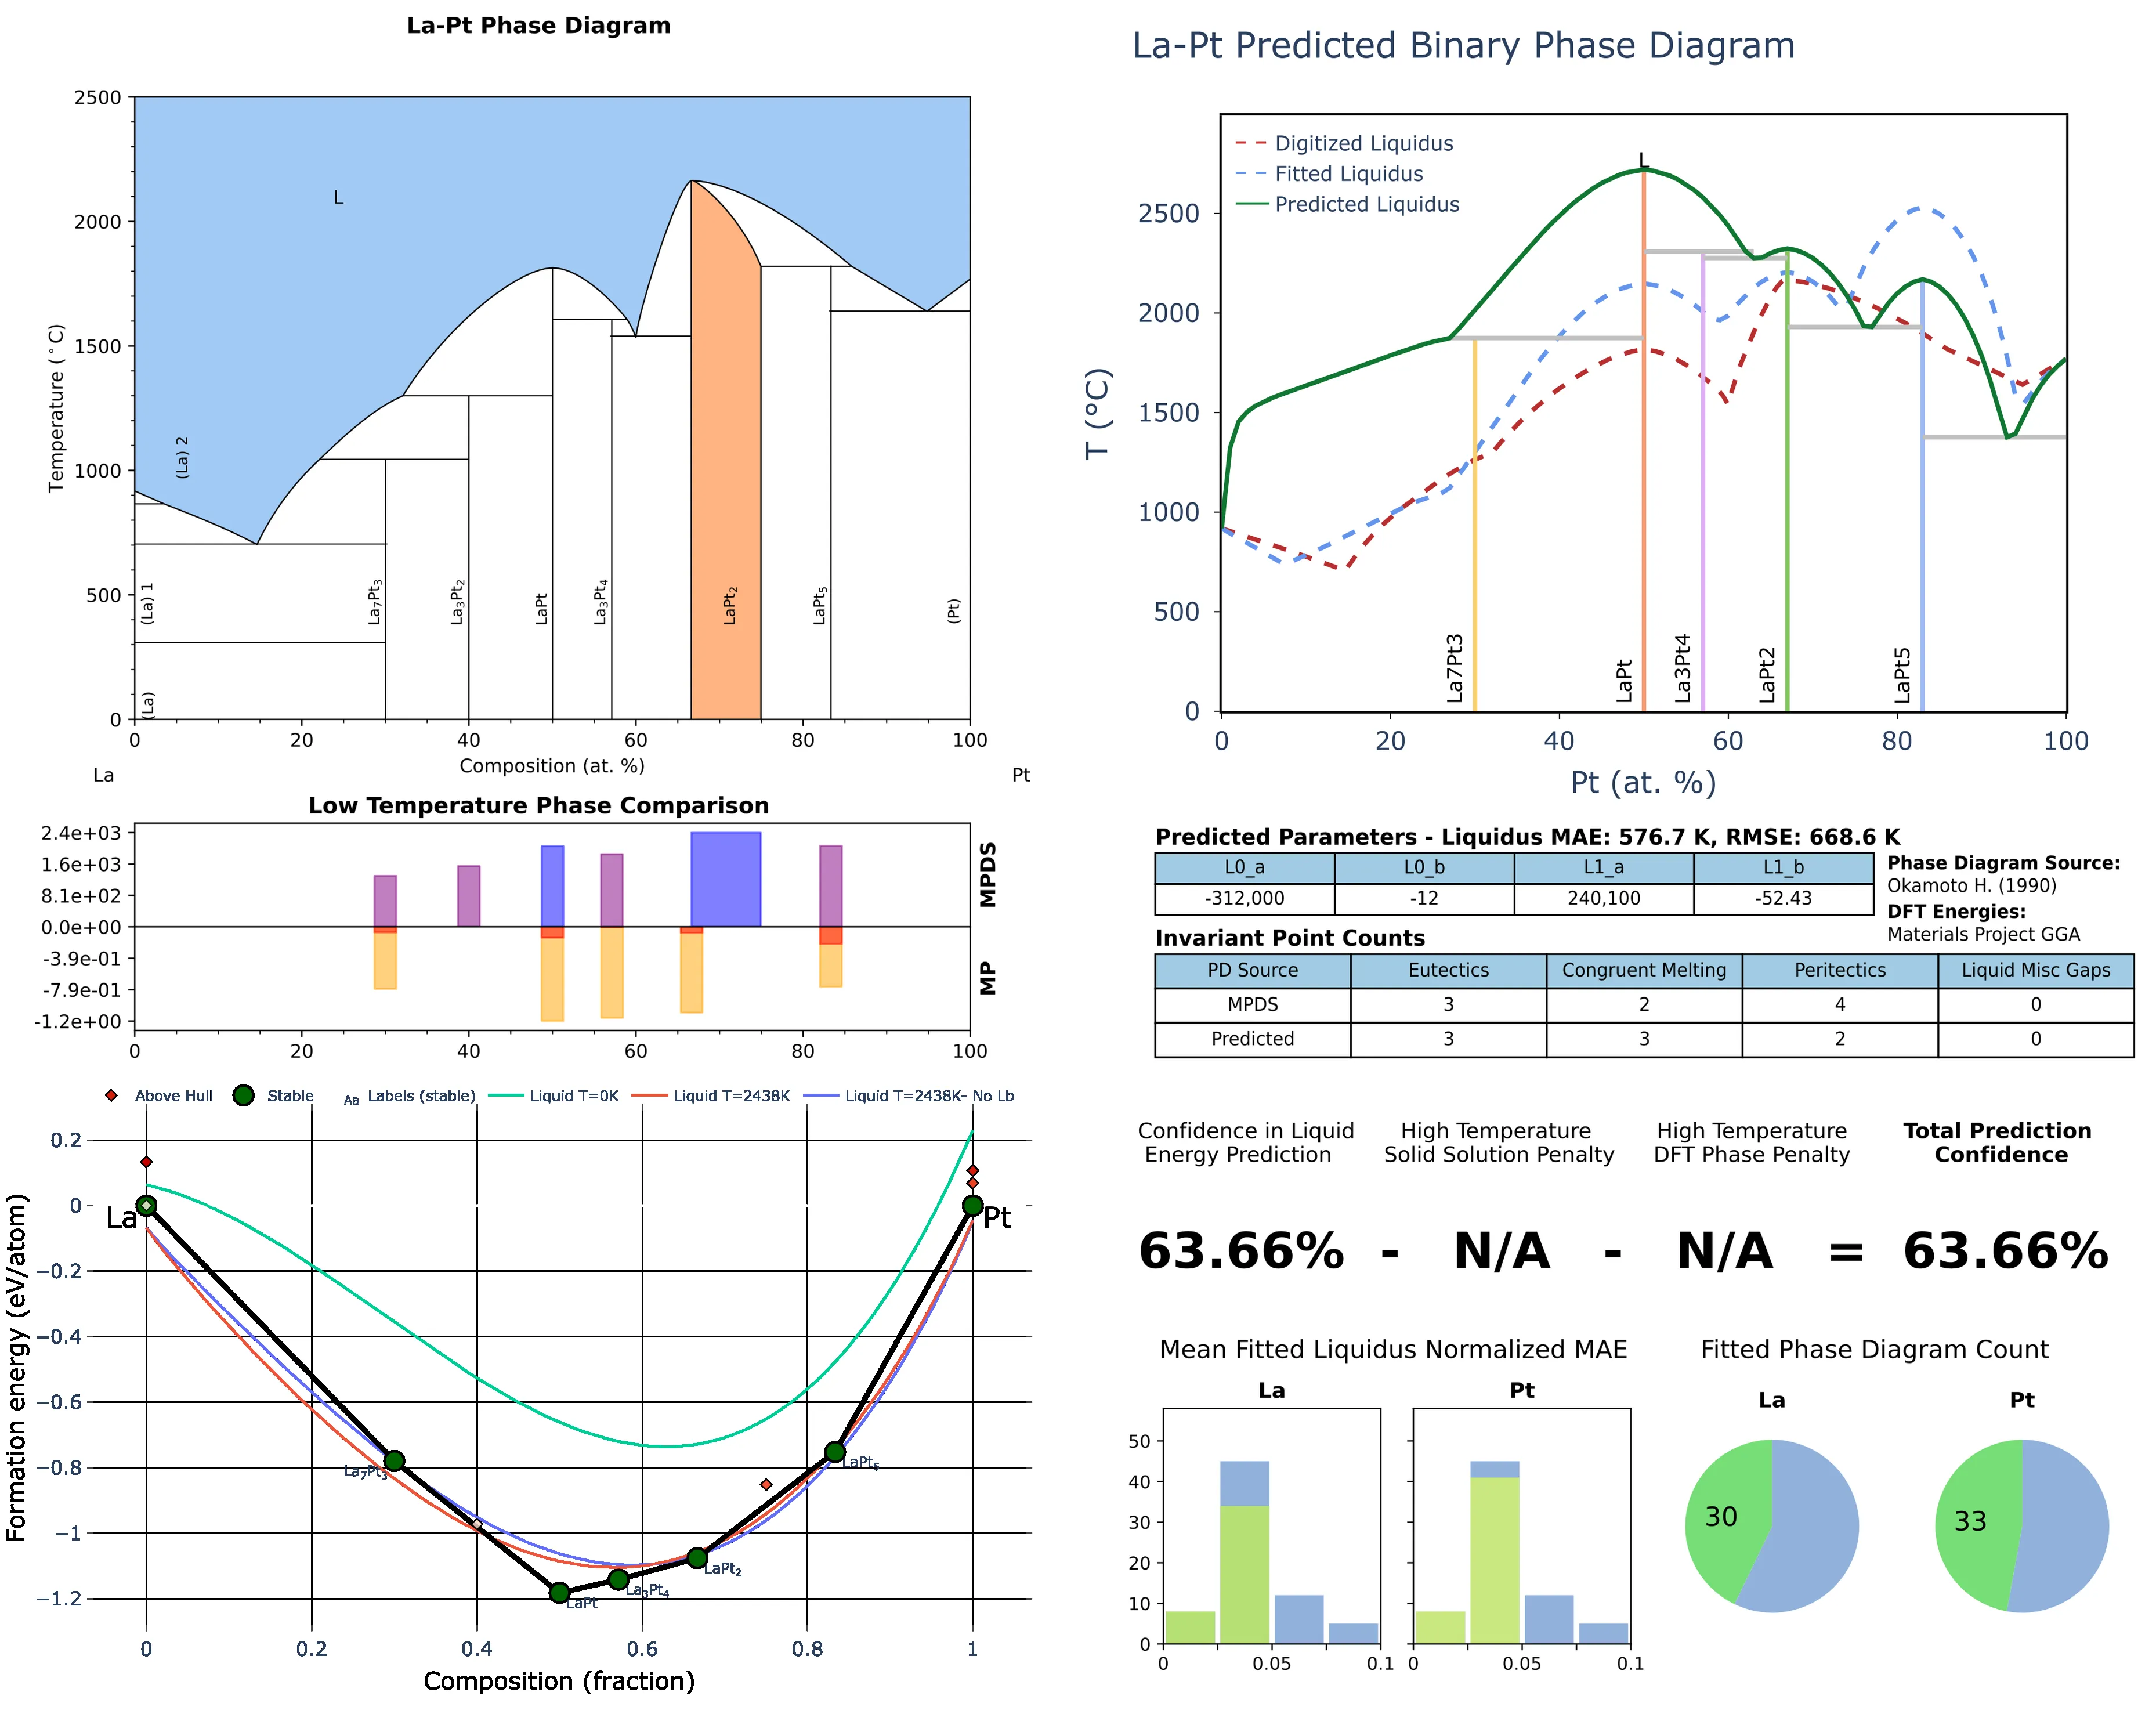 La-Pt Phase Diagram
2500
2000
1500
1000
500
0
Temperature (°C)
L
(La) 2
(La) 1
(La)
La7Pt3
La3Pt2
LaPt
La3Pt4
LaPt2
LaPt5
(Pt)
0 20 40 60 80 100
Composition (at. %)
La Pt
Low Temperature Phase Comparison
2.4e+03
1.6e+03
8.1e+02
0.0e+00
-3.9e-01
-7.9e-01
-1.2e+00
MPDS
MP
0 20 40 60 80 100
Above Hull Stable Aa Labels (stable) Liquid T=0K Liquid T=2438K Liquid T=2438K- No Lb
0.2
0
−0.2
−0.4
−0.6
−0.8
−1
−1.2
Formation energy (eV/atom)
La
Pt
La7Pt3
LaPt
La3Pt4
LaPt2
LaPt5
0 0.2 0.4 0.6 0.8 1
Composition (fraction)
La-Pt Predicted Binary Phase Diagram
Digitized Liquidus
Fitted Liquidus
Predicted Liquidus
L
2500
2000
1500
1000
500
0
T (°C)
La7Pt3
LaPt
La3Pt4
LaPt2
LaPt5
0 20 40 60 80 100
Pt (at. %)
Predicted Parameters - Liquidus MAE: 576.7 K, RMSE: 668.6 K
L0_a L0_b L1_a L1_b
-312,000 -12 240,100 -52.43
Phase Diagram Source:
Okamoto H. (1990)
DFT Energies:
Materials Project GGA
Invariant Point Counts
PD Source Eutectics Congruent Melting Peritectics Liquid Misc Gaps
MPDS 3 2 4 0
Predicted 3 3 2 0
Confidence in Liquid
Energy Prediction
High Temperature
Solid Solution Penalty
High Temperature
DFT Phase Penalty
Total Prediction
Confidence
63.66% - N/A - N/A = 63.66%
Mean Fitted Liquidus Normalized MAE
La Pt
50
40
30
20
10
0
0 0.05 0.1
0 0.05 0.1
Fitted Phase Diagram Count
La Pt
30 33